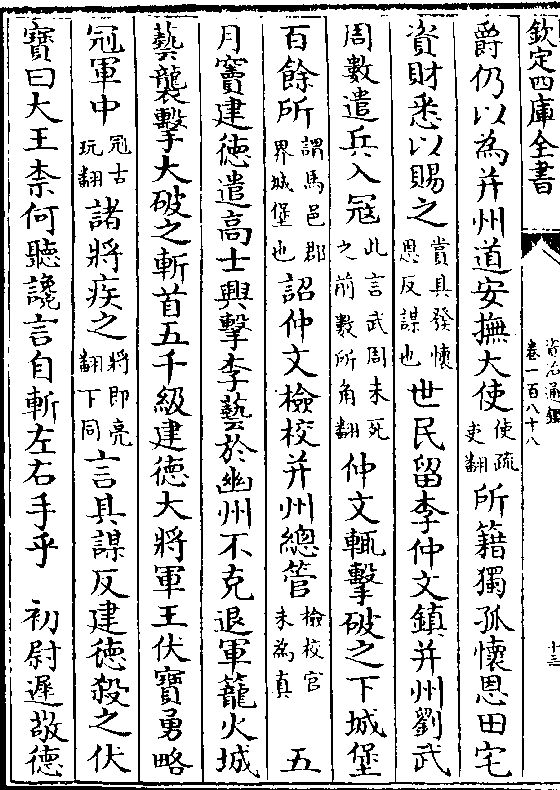 欽定四庫全書
資治通鑑
卷一百八十八
十三
爵仍以為并州道安撫大使使疏吏翻所籍獨孤懷恩田宅
資財悉以賜之賞其發懷恩反謀也世民留李仲文鎮并州劉武
周數遣兵入寇此言武周未死之前數所角翻仲文輒擊破之下城堡
百餘所謂馬邑郡界城堡也詔仲文檢校并州總管檢校官未為真五
月竇建德遣高士興擊李藝於幽州不克退軍籠火城
藝襲擊大破之斬首五千級建德大將軍王伏寶勇略
冠軍中冠古玩翻諸將疾之將即亮翻下同言其謀反建德殺之伏
寶曰大王柰何聽讒言自斬左右手乎 初尉遲敬德